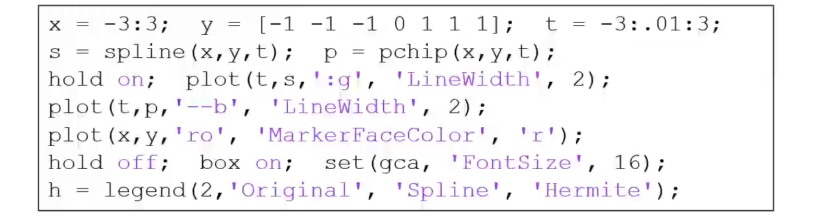 x = -3:3;  y = [-1 -1 -1 0 1 1 1];  t = -3:.01:3;
s = spline(x,y,t);  p = pchip(x,y,t);
hold on;  plot(t,s,':g', 'LineWidth', 2);
plot(t,p,'--b', 'LineWidth', 2);
plot(x,y,'ro', 'MarkerFaceColor', 'r');
hold off;  box on;  set(gca, 'FontSize', 16);
h = legend(2,'Original', 'Spline', 'Hermite');